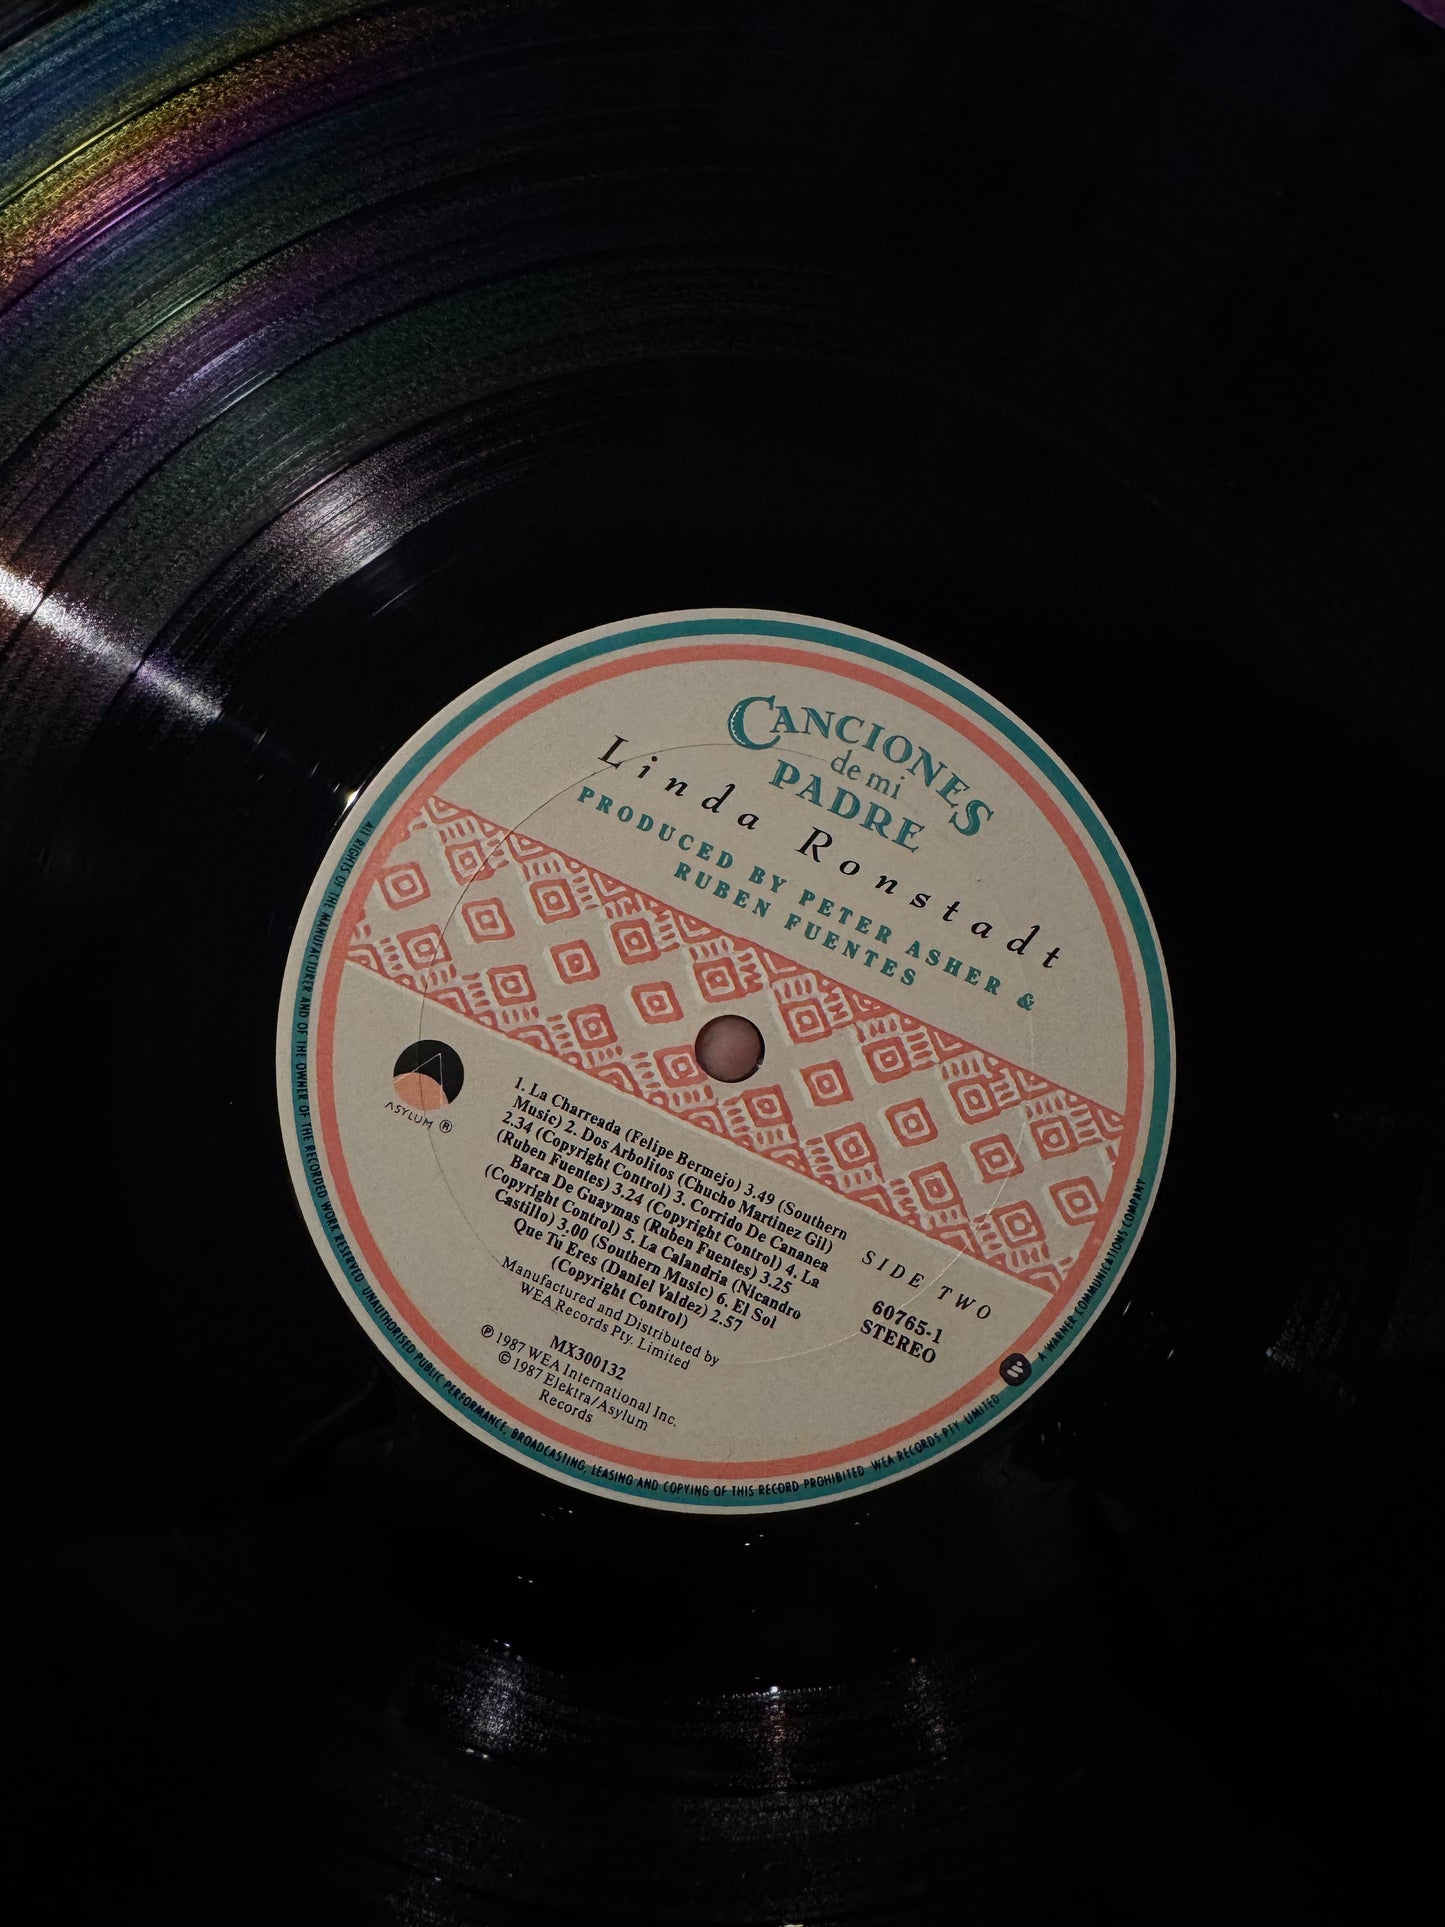 CANCIONES
de mi
PADRE
Linda Ronstadt
PRODUCED BY PETER ASHER &
RUBEN FUENTES
ASYLUM ®
1. La Charreada (Felipe Bermejo) 3.49 (Southern
Music) 2. Dos Arbolitos (Chucho Martinez Gil)
2.34 (Copyright Control) 3. Corrido De Cananea
(Ruben Fuentes) 3.24 (Copyright Control) 4. La
Barca De Guaymas (Ruben Fuentes) 3.25
(Copyright Control) 5. La Calandria (Nicandro
Castillo) 3.00 (Southern Music) 6. El Sol
Que Tú Eres (Daniel Valdez) 2.57
(Copyright Control)
SIDE TWO
60765-1
STEREO
Manufactured and Distributed by
WEA Records Pty. Limited
MX300132
℗ 1987 WEA International Inc.
© 1987 Elektra/Asylum
Records
ALL RIGHTS OF THE MANUFACTURER AND OF THE OWNER OF THE RECORDED WORK RESERVED. UNAUTHORISED PUBLIC PERFORMANCE, BROADCASTING, LEASING AND COPYING OF THIS RECORD PROHIBITED. WEA RECORDS PTY. LIMITED
A WARNER COMMUNICATIONS COMPANY